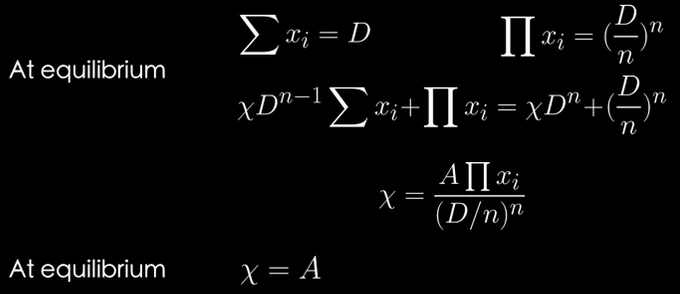 ∑ xᵢ = D ∏ xᵢ = (D/n)ⁿ
At equilibrium
χDⁿ⁻¹ ∑ xᵢ + ∏ xᵢ = χDⁿ + (D/n)ⁿ
χ = A ∏ xᵢ / (D/n)ⁿ
At equilibrium χ = A